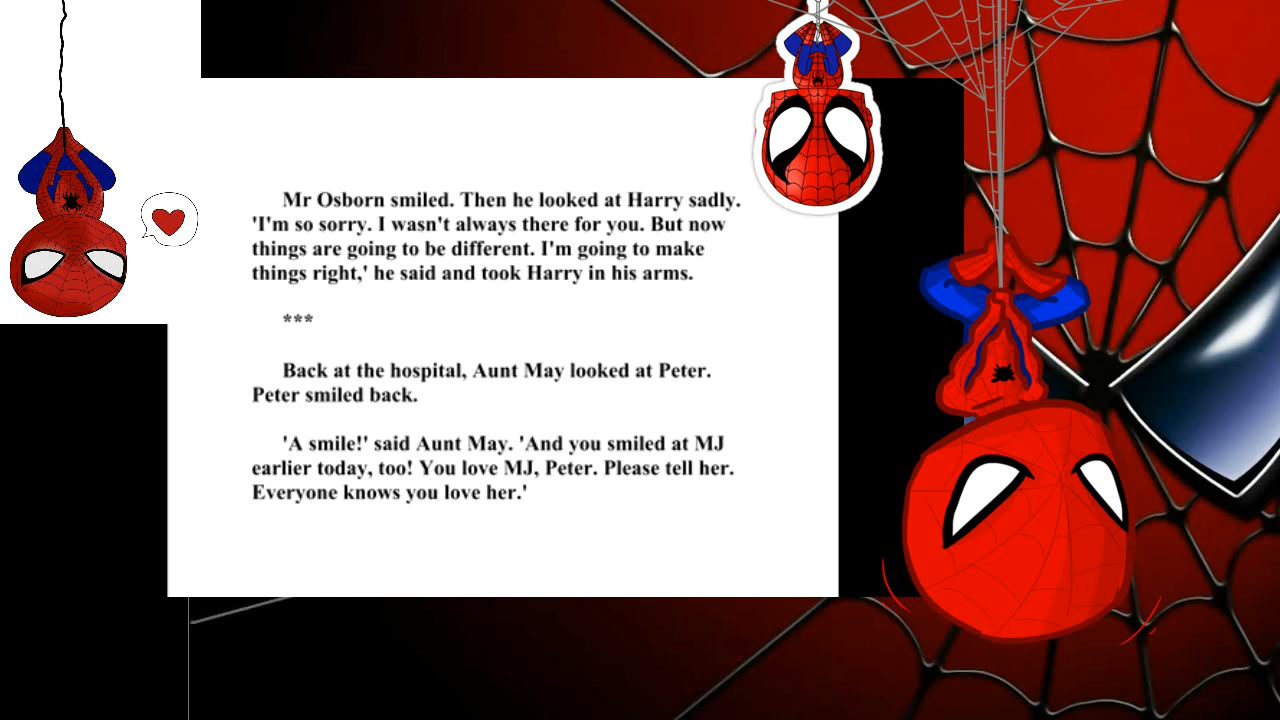 Mr Osborn smiled. Then he looked at Harry sadly.
'I'm so sorry. I wasn't always there for you. But now
things are going to be different. I'm going to make
things right,' he said and took Harry in his arms.
***
Back at the hospital, Aunt May looked at Peter.
Peter smiled back.
'A smile!' said Aunt May. 'And you smiled at MJ
earlier today, too! You love MJ, Peter. Please tell her.
Everyone knows you love her.'